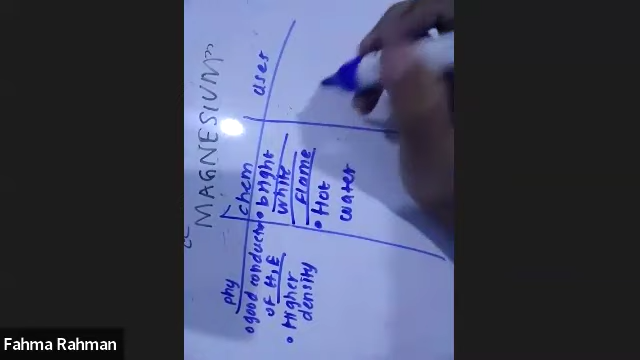 "MAGNESIUM"
phy
chem
uses
• good conductor
of H&E
• Higher
density
• bright
white
flame
• Hot
water
Fahma Rahman